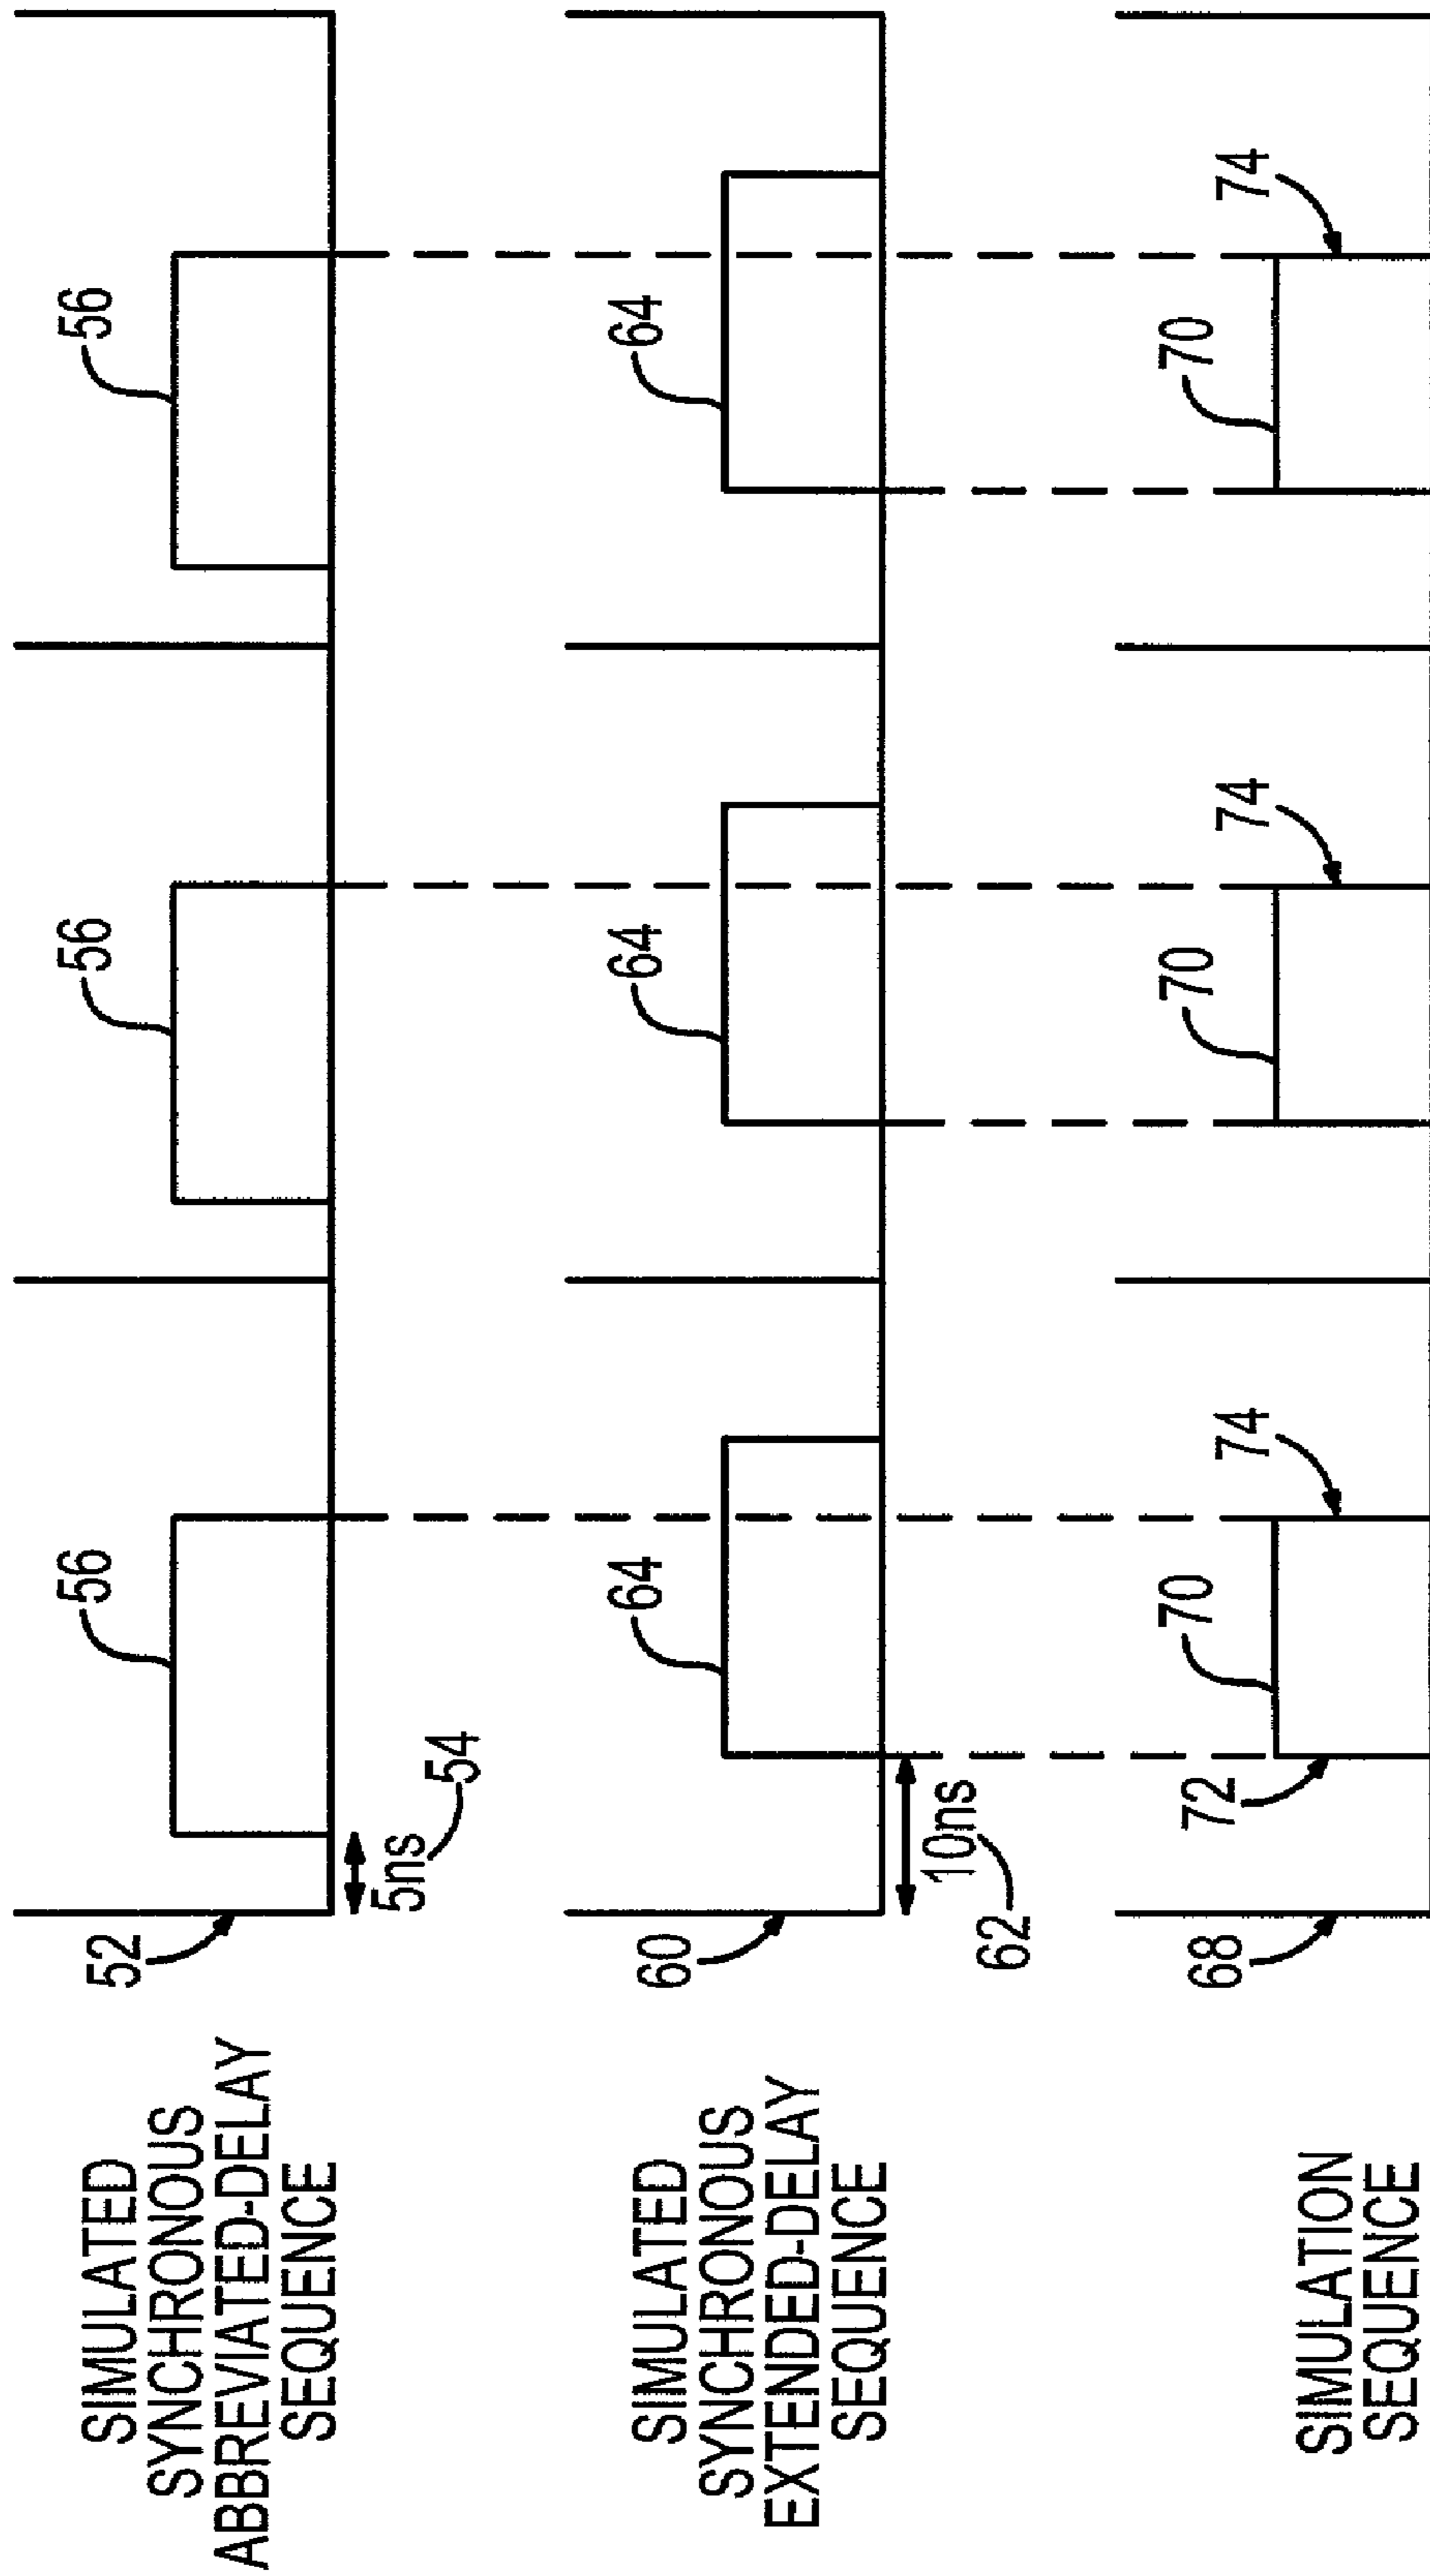 SIMULATED
SYNCHRONOUS
ABBREVIATED-DELAY
SEQUENCE
52
5ns
54
56
56
56
SIMULATED
SYNCHRONOUS
EXTENDED-DELAY
SEQUENCE
60
10ns
62
64
64
64
SIMULATION
SEQUENCE
68
72
70
74
70
74
70
74